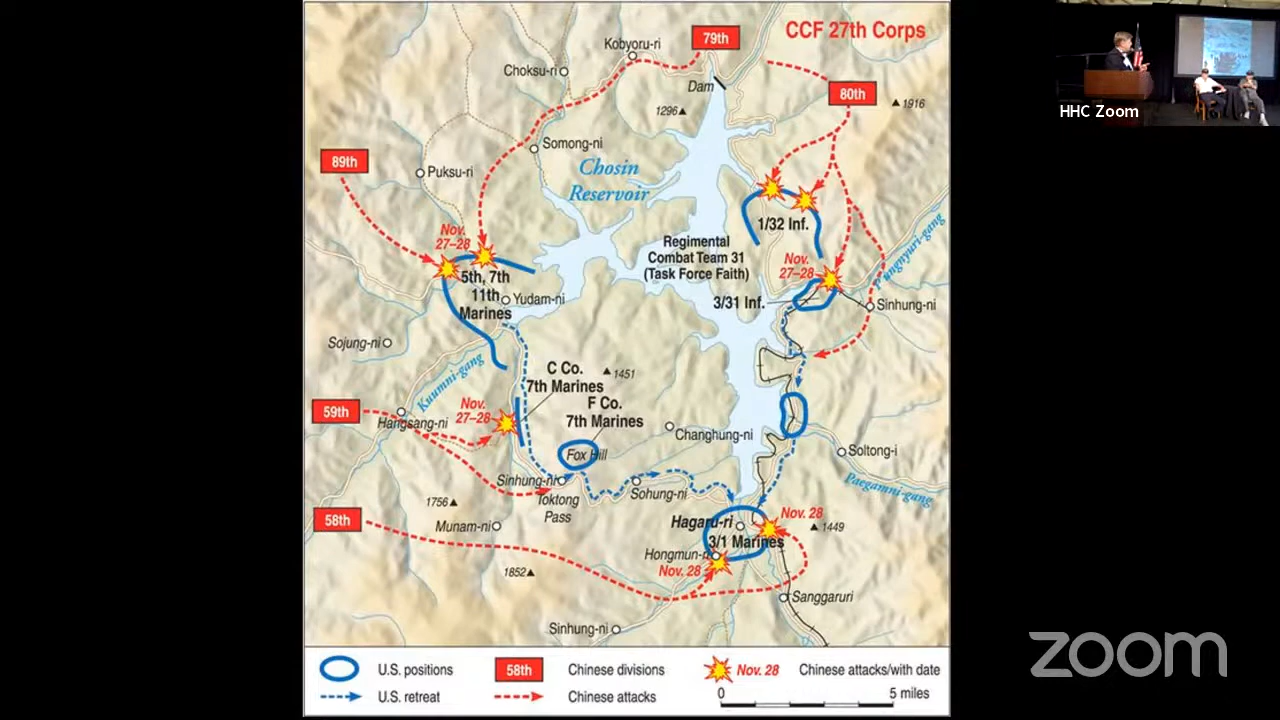 79th
CCF 27th Corps
Kobyoru-ri
Choksu-ri
Dam
80th
1296
1916
HHC Zoom
Somong-ni
89th
Puksu-ri
Chosin
Reservoir
1/32 Inf.
Nov.
27–28
Regimental
Combat Team 31
(Task Force Faith)
Nov.
27–28
Pungnyuri-gang
5th, 7th
11th
Marines
Yudam-ni
3/31 Inf.
Sinhung-ni
Sojung-ni
Kuumni-gang
C Co.
7th Marines
1451
F Co.
7th Marines
59th
Hangsang-ni
Nov.
27–28
Changhung-ni
Fox Hill
Soltong-i
Sinhung-ni
Toktong
Pass
Sohung-ni
Paegamni-gang
1756
58th
Munam-ni
Hagaru-ri
3/1 Marines
Nov. 28
1449
Hongmun-ri
Nov. 28
1852
Sanggaruri
Sinhung-ni
U.S. positions
58th
Chinese divisions
Nov. 28
Chinese attacks/with date
U.S. retreat
Chinese attacks
0
5 miles
zoom